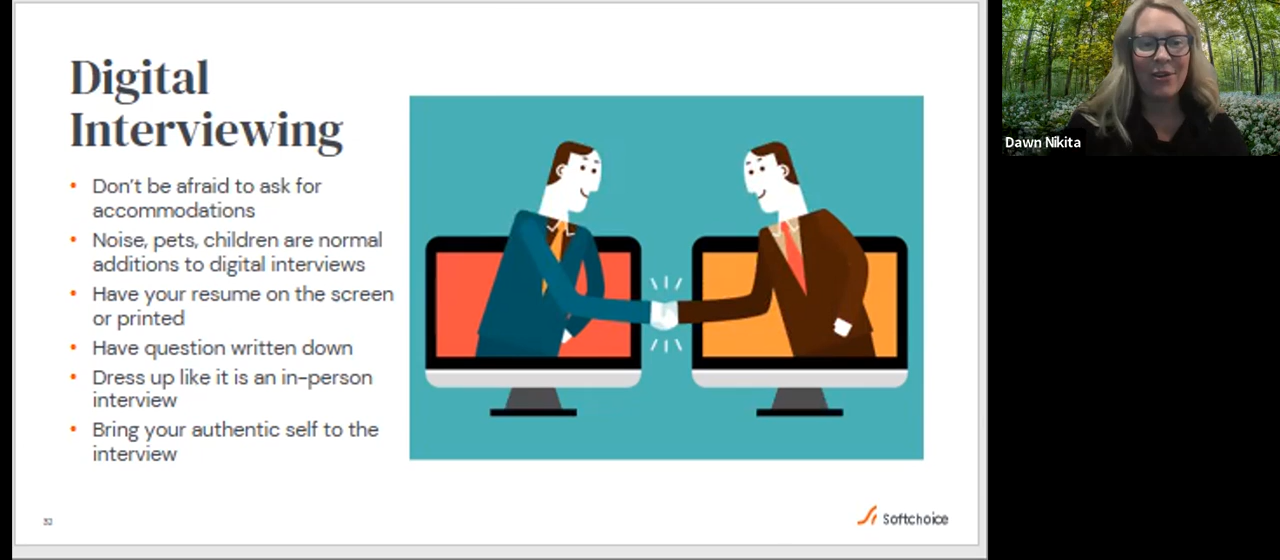 Digital
Interviewing
• Don't be afraid to ask for
accommodations
• Noise, pets, children are normal
additions to digital interviews
• Have your resume on the screen
or printed
• Have question written down
• Dress up like it is an in-person
interview
• Bring your authentic self to the
interview
Softchoice
Dawn Nikita